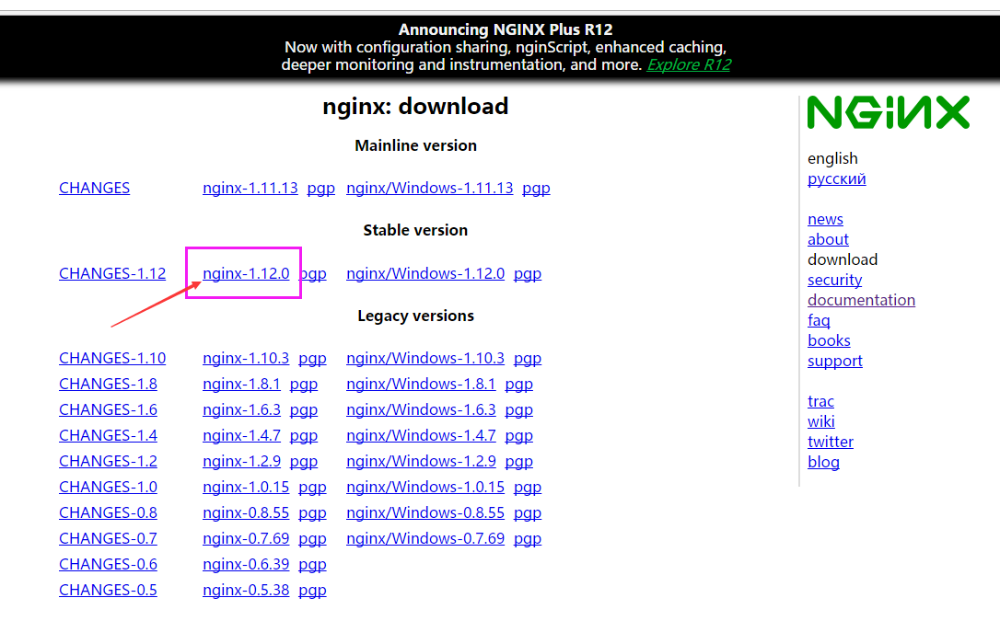 Announcing NGINX Plus R12
Now with configuration sharing, nginScript, enhanced caching,
deeper monitoring and instrumentation, and more. Explore R12
nginx: download
Mainline version
CHANGES nginx-1.11.13 pgp nginx/Windows-1.11.13 pgp
Stable version
CHANGES-1.12 nginx-1.12.0 pgp nginx/Windows-1.12.0 pgp
Legacy versions
CHANGES-1.10 nginx-1.10.3 pgp nginx/Windows-1.10.3 pgp
CHANGES-1.8 nginx-1.8.1 pgp nginx/Windows-1.8.1 pgp
CHANGES-1.6 nginx-1.6.3 pgp nginx/Windows-1.6.3 pgp
CHANGES-1.4 nginx-1.4.7 pgp nginx/Windows-1.4.7 pgp
CHANGES-1.2 nginx-1.2.9 pgp nginx/Windows-1.2.9 pgp
CHANGES-1.0 nginx-1.0.15 pgp nginx/Windows-1.0.15 pgp
CHANGES-0.8 nginx-0.8.55 pgp nginx/Windows-0.8.55 pgp
CHANGES-0.7 nginx-0.7.69 pgp nginx/Windows-0.7.69 pgp
CHANGES-0.6 nginx-0.6.39 pgp
CHANGES-0.5 nginx-0.5.38 pgp
NGINX
english
русский
news
about
download
security
documentation
faq
books
support
trac
wiki
twitter
blog